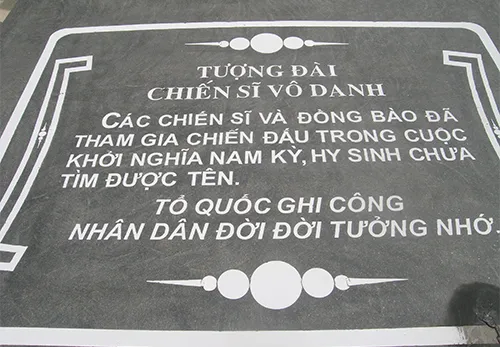 TƯỢNG ĐÀI
CHIẾN SĨ VÔ DANH
CÁC CHIẾN SĨ VÀ ĐỒNG BÀO ĐÃ
THAM GIA CHIẾN ĐẤU TRONG CUỘC
KHỞI NGHĨA NAM KỲ, HY SINH CHƯA
TÌM ĐƯỢC TÊN.
TỔ QUỐC GHI CÔNG
NHÂN DÂN ĐỜI ĐỜI TƯỞNG NHỚ.